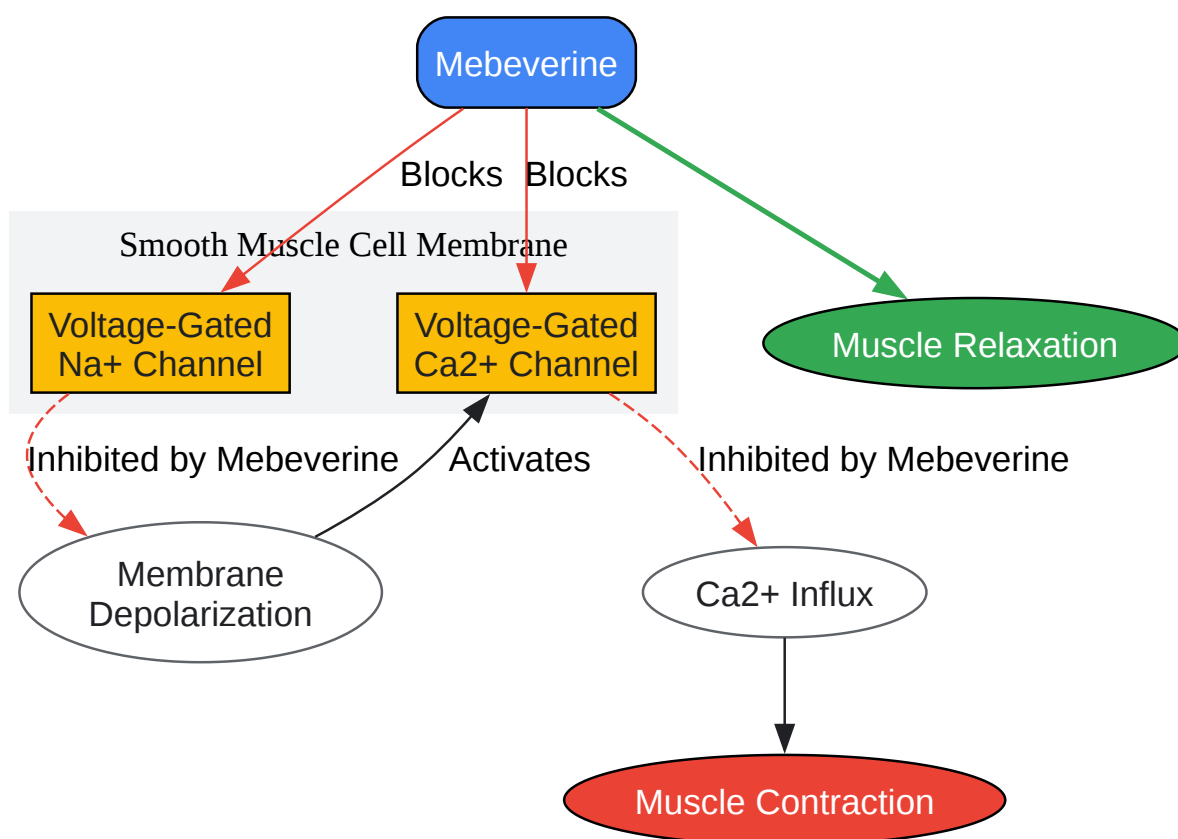 Mebeverine
Blocks
Blocks
Smooth Muscle Cell Membrane
Voltage-Gated
Na+ Channel
Voltage-Gated
Ca2+ Channel
Muscle Relaxation
Inhibited by Mebeverine
Activates
Inhibited by Mebeverine
Membrane
Depolarization
Ca2+ Influx
Muscle Contraction